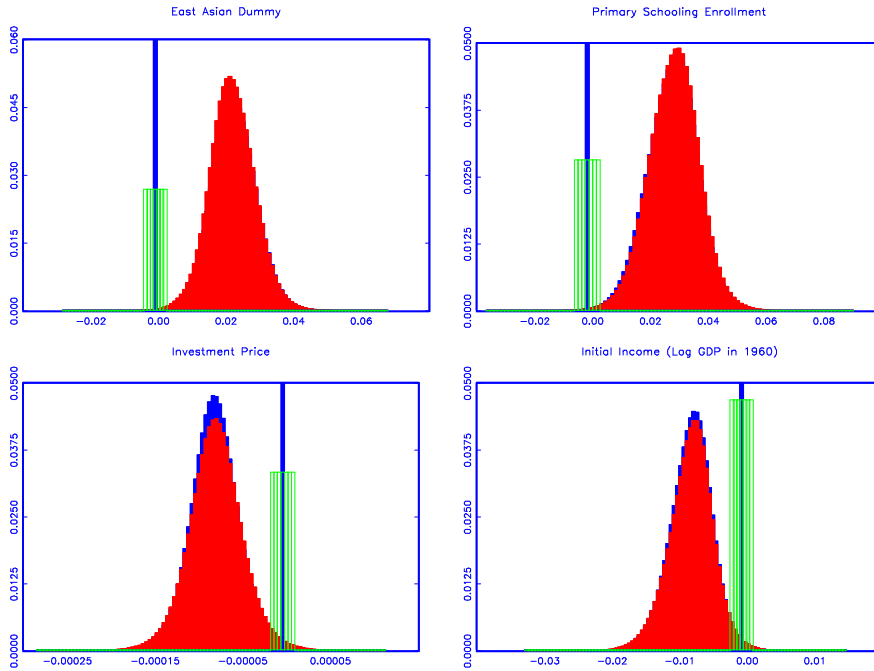 East Asian Dummy
0.000 0.015 0.030 0.045 0.060
-0.02 0.00 0.02 0.04 0.06
Primary Schooling Enrollment
0.0000 0.0125 0.0250 0.0375 0.0500
-0.02 0.00 0.02 0.04 0.06 0.08
Investment Price
0.0000 0.0125 0.0250 0.0375 0.0500
-0.00025 -0.00015 -0.00005 0.00005
Initial Income (Log GDP in 1960)
0.0000 0.0125 0.0250 0.0375 0.0500
-0.03 -0.01 0.00 0.01